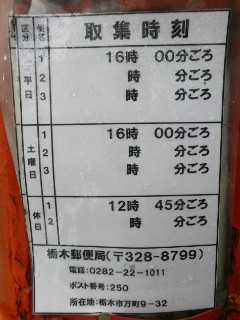 区分 便名 取集時刻
平日
1 16時 00分ごろ
2 時 分ごろ
3 時 分ごろ
土曜日
1 16時 00分ごろ
2 時 分ごろ
3 時 分ごろ
休日
1 12時 45分ごろ
2 時 分ごろ
栃木郵便局(〒328-8799)
電話:0282-22-1011
ポスト番号:250
所在地:栃木市万町9-32